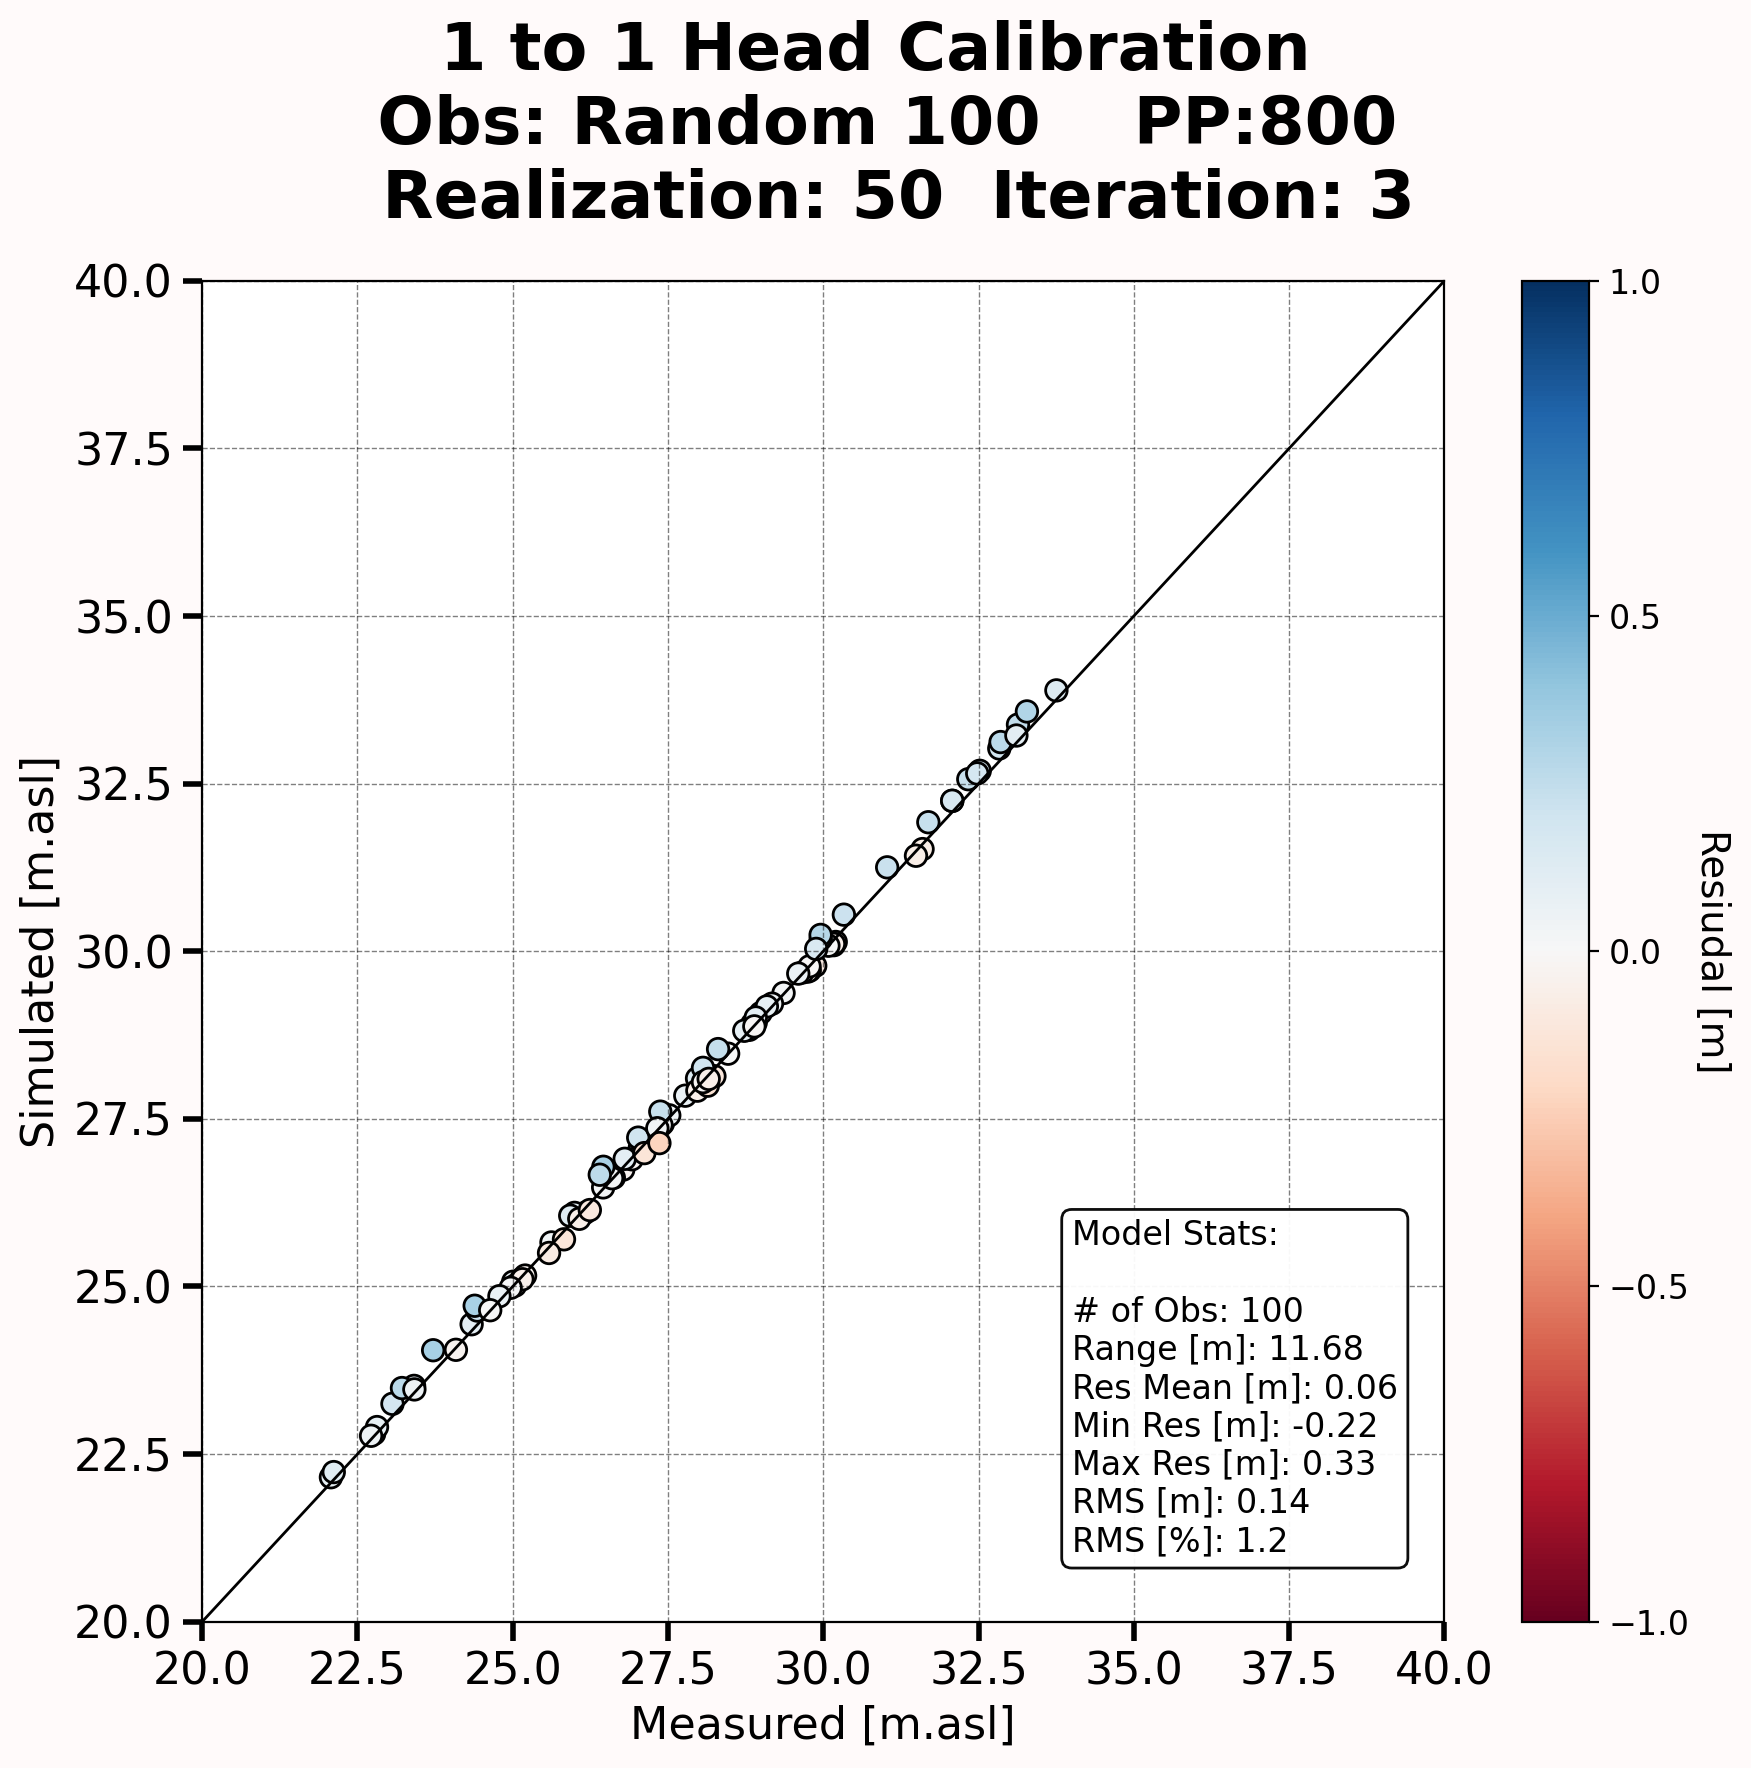 1 to 1 Head Calibration
Obs: Random 100 PP:800
Realization: 50 Iteration: 3
40.0
37.5
35.0
32.5
30.0
27.5
25.0
22.5
20.0
Simulated [m.asl]
20.0 22.5 25.0 27.5 30.0 32.5 35.0 37.5 40.0
Measured [m.asl]
Model Stats:
# of Obs: 100
Range [m]: 11.68
Res Mean [m]: 0.06
Min Res [m]: -0.22
Max Res [m]: 0.33
RMS [m]: 0.14
RMS [%]: 1.2
1.0
0.5
0.0
−0.5
−1.0
Resiudal [m]